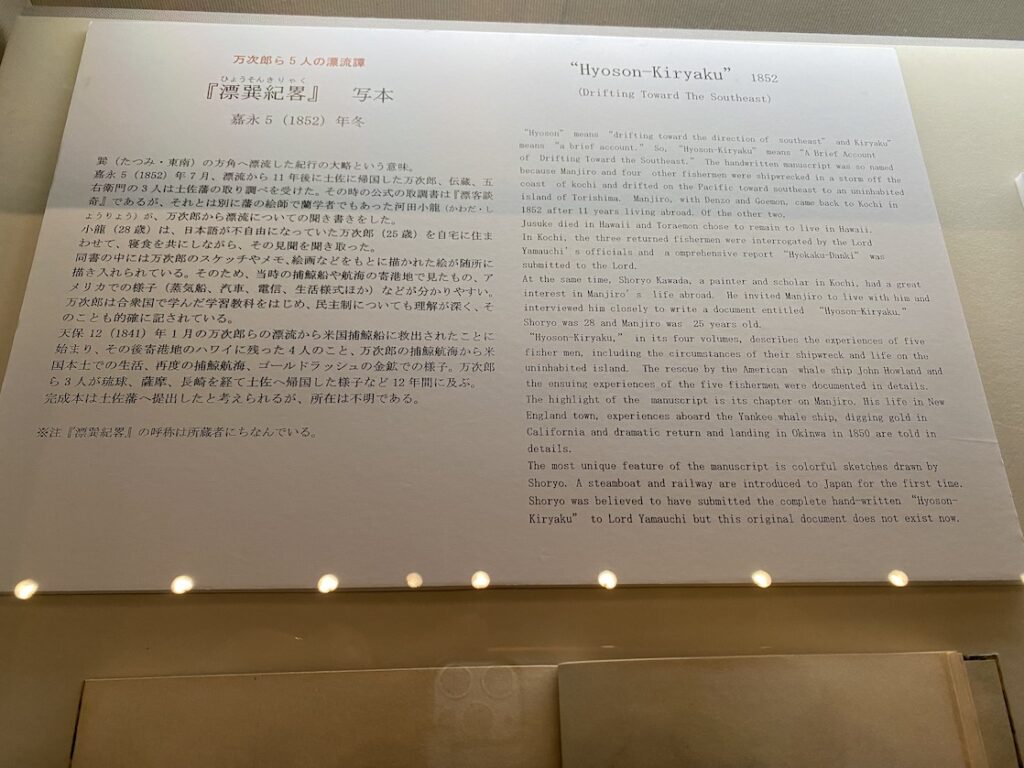 万次郎ら5人の漂流譚
ひょうそんきりゃく
『漂巽紀畧』 写本
嘉永5(1852)年冬
巽(たつみ・東南)の方角へ漂流した紀行の大略という意味。
嘉永5(1852)年7月、漂流から11年後に土佐に帰国した万次郎、伝蔵、五
右衛門の3人は土佐藩の取り調べを受けた。その時の公式の取調書は『漂客談
奇』であるが、それとは別に藩の絵師で蘭学者でもあった河田小龍(かわだ・し
ょうりょう)が、万次郎から漂流についての聞き書きをした。
小龍(28歳)は、日本語が不自由になっていた万次郎(25歳)を自宅に住ま
わせて、寝食を共にしながら、その見聞を聞き取った。
同書の中には万次郎のスケッチやメモ、絵画などをもとに描かれた絵が随所に
描き入れられている。そのため、当時の捕鯨船や航海の寄港地で見たもの、ア
メリカでの様子(蒸気船、汽車、電信、生活様式ほか)などが分かりやすい。
万次郎は合衆国で学んだ学習教科をはじめ、民主制についても理解が深く、そ
のことも的確に記されている。
天保12(1841)年1月の万次郎らの漂流から米国捕鯨船に救出されたことに
始まり、その後寄港地のハワイに残った4人のこと、万次郎の捕鯨航海から米
国本土での生活、再度の捕鯨航海、ゴールドラッシュの金鉱での様子。万次郎
ら3人が琉球、薩摩、長崎を経て土佐へ帰国した様子など12年間に及ぶ。
完成本は土佐藩へ提出したと考えられるが、所在は不明である。
※注『漂巽紀畧』の呼称は所蔵者にちなんでいる。
“Hyoson-Kiryaku” 1852
(Drifting Toward The Southeast)
“Hyoson” means “drifting toward the direction of southeast” and Kiryaku”
means “a brief account.” So, “Hyoson-Kiryaku” means “A Brief Account
of Drifting Toward the Southeast.” The handwritten manuscript was so named
because Manjiro and four other fishermen were shipwrecked in a storm off the
coast of kochi and drifted on the Pacific toward southeast to an uninhabited
island of Torishima. Manjiro, with Denzo and Goemon, came back to Kochi in
1852 after 11 years living abroad. Of the other two.
Jusuke died in Hawaii and Toraemon chose to remain to live in Hawaii.
In Kochi, the three returned fishermen were interrogated by the Lord
Yamauchi’s officials and a omprehensive report “Hyokaku-Danki” was
submitted to the Lord.
At the same time, Shoryo Kawada, a painter and scholar in Kochi, had a great
interest in Manjiro’s life abroad. He invited Manjiro to live with him and
interviewed him closely to write a document entitled “Hyoson-Kiryaku.”
Shoryo was 28 and Manjiro was 25 years old.
“Hyoson-Kiryaku,” in its four volumes, describes the experiences of five
fisher men, including the circumstances of their shipwreck and life on the
uninhabited island. The rescue by the American whale ship John Howland and
the ensuing experiences of the five fishermen were documented in details.
The highlight of the manuscript is its chapter on Manjiro. His life in New
England town, experiences aboard the Yankee whale ship, digging gold in
California and dramatic return and landing in Okinwa in 1850 are told in
details.
The most unique feature of the manuscript is colorful sketches drawn by
Shoryo. A steamboat and railway are introduced to Japan for the first time.
Shoryo was believed to have submitted the complete hand-written “Hyoson-
Kiryaku” to Lord Yamauchi but this original document does not exist now.